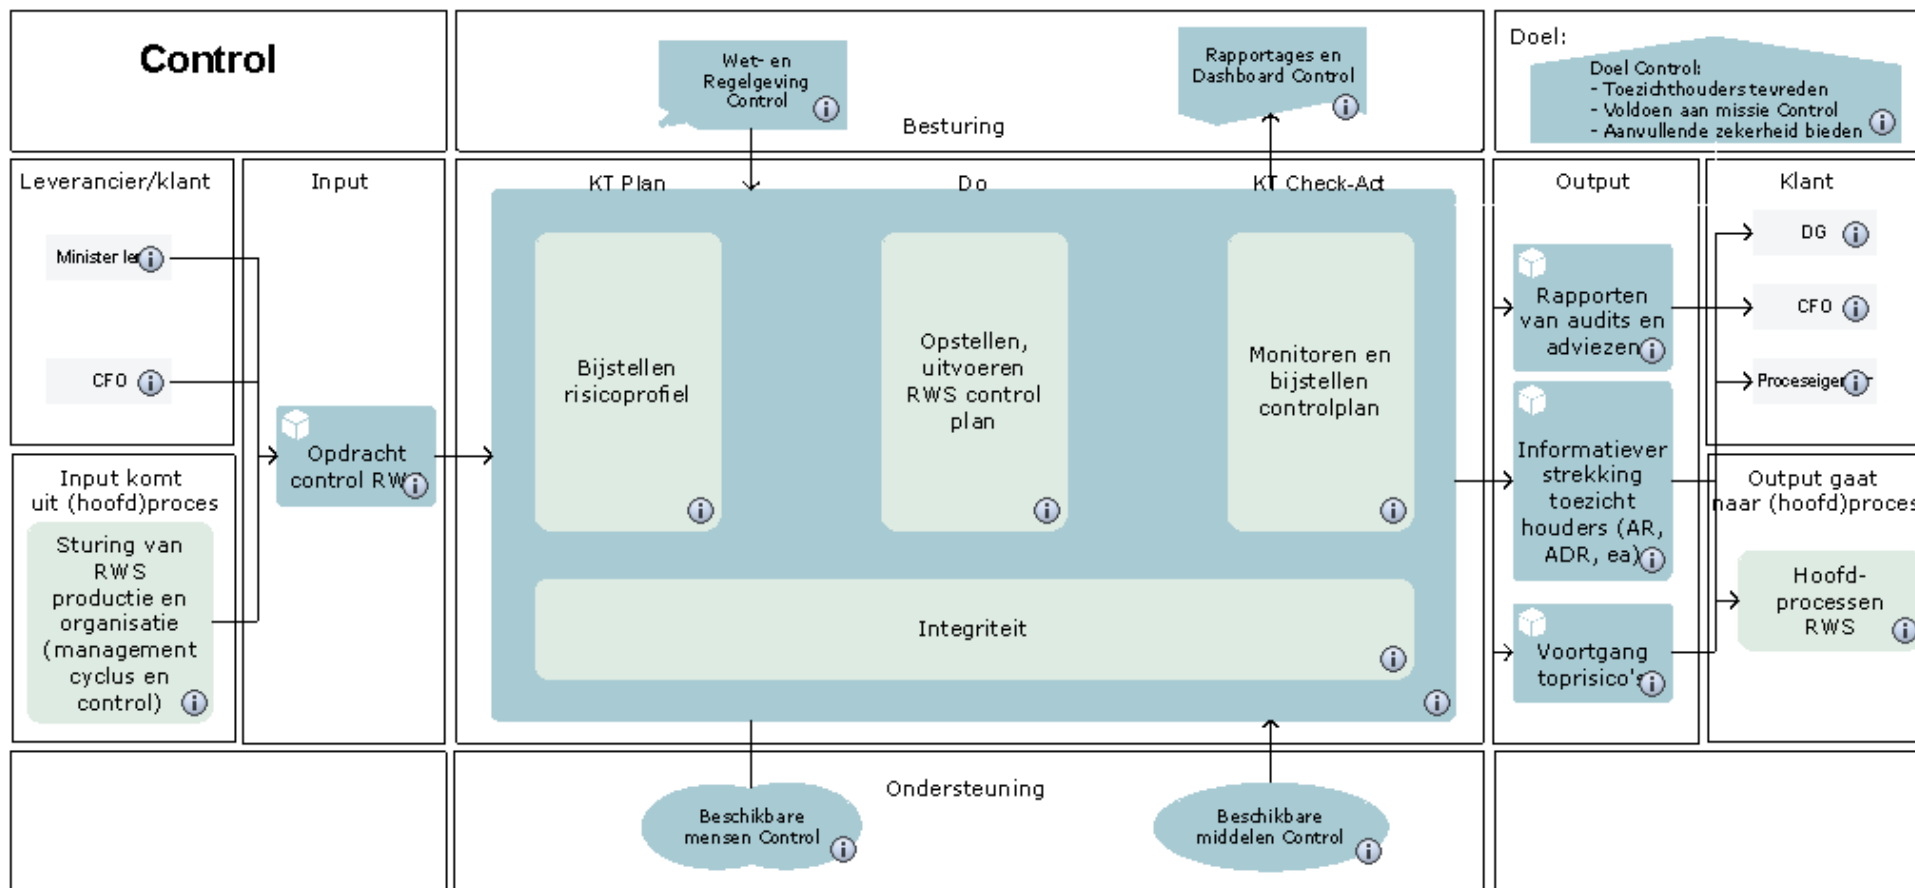 Control
Wet- en
Regelgeving
Control
Besturing
Rapportages en
Dashboard Control
Doel:
Doel Control:
- Toezichthouders tevreden
- Voldoen aan missie Control
- Aanvullende zekerheid bieden
Leverancier/klant
Minister
CFO
Input komt
uit (hoofd)proces
Sturing van
RWS
productie en
organisatie
(management
cyclus en
control)
Input
Opdracht
control
KT Plan
Do
KT Check-Act
Bijstellen
risicoprofiel
Opstellen,
uitvoeren
RWS control
plan
Monitoren en
bijstellen
controlplan
Integriteit
Output
Rapporten
van audits en
adviezen
Informatiever
strekking
toezicht
houders (AR,
ADR, ea)
Voortgang
toprisico's
Klant
DG
CFO
Output gaat
naar (hoofd)proces
Hoofd-
processen
RWS
Ondersteuning
Beschikbare
mensen Control
Beschikbare
middelen Control